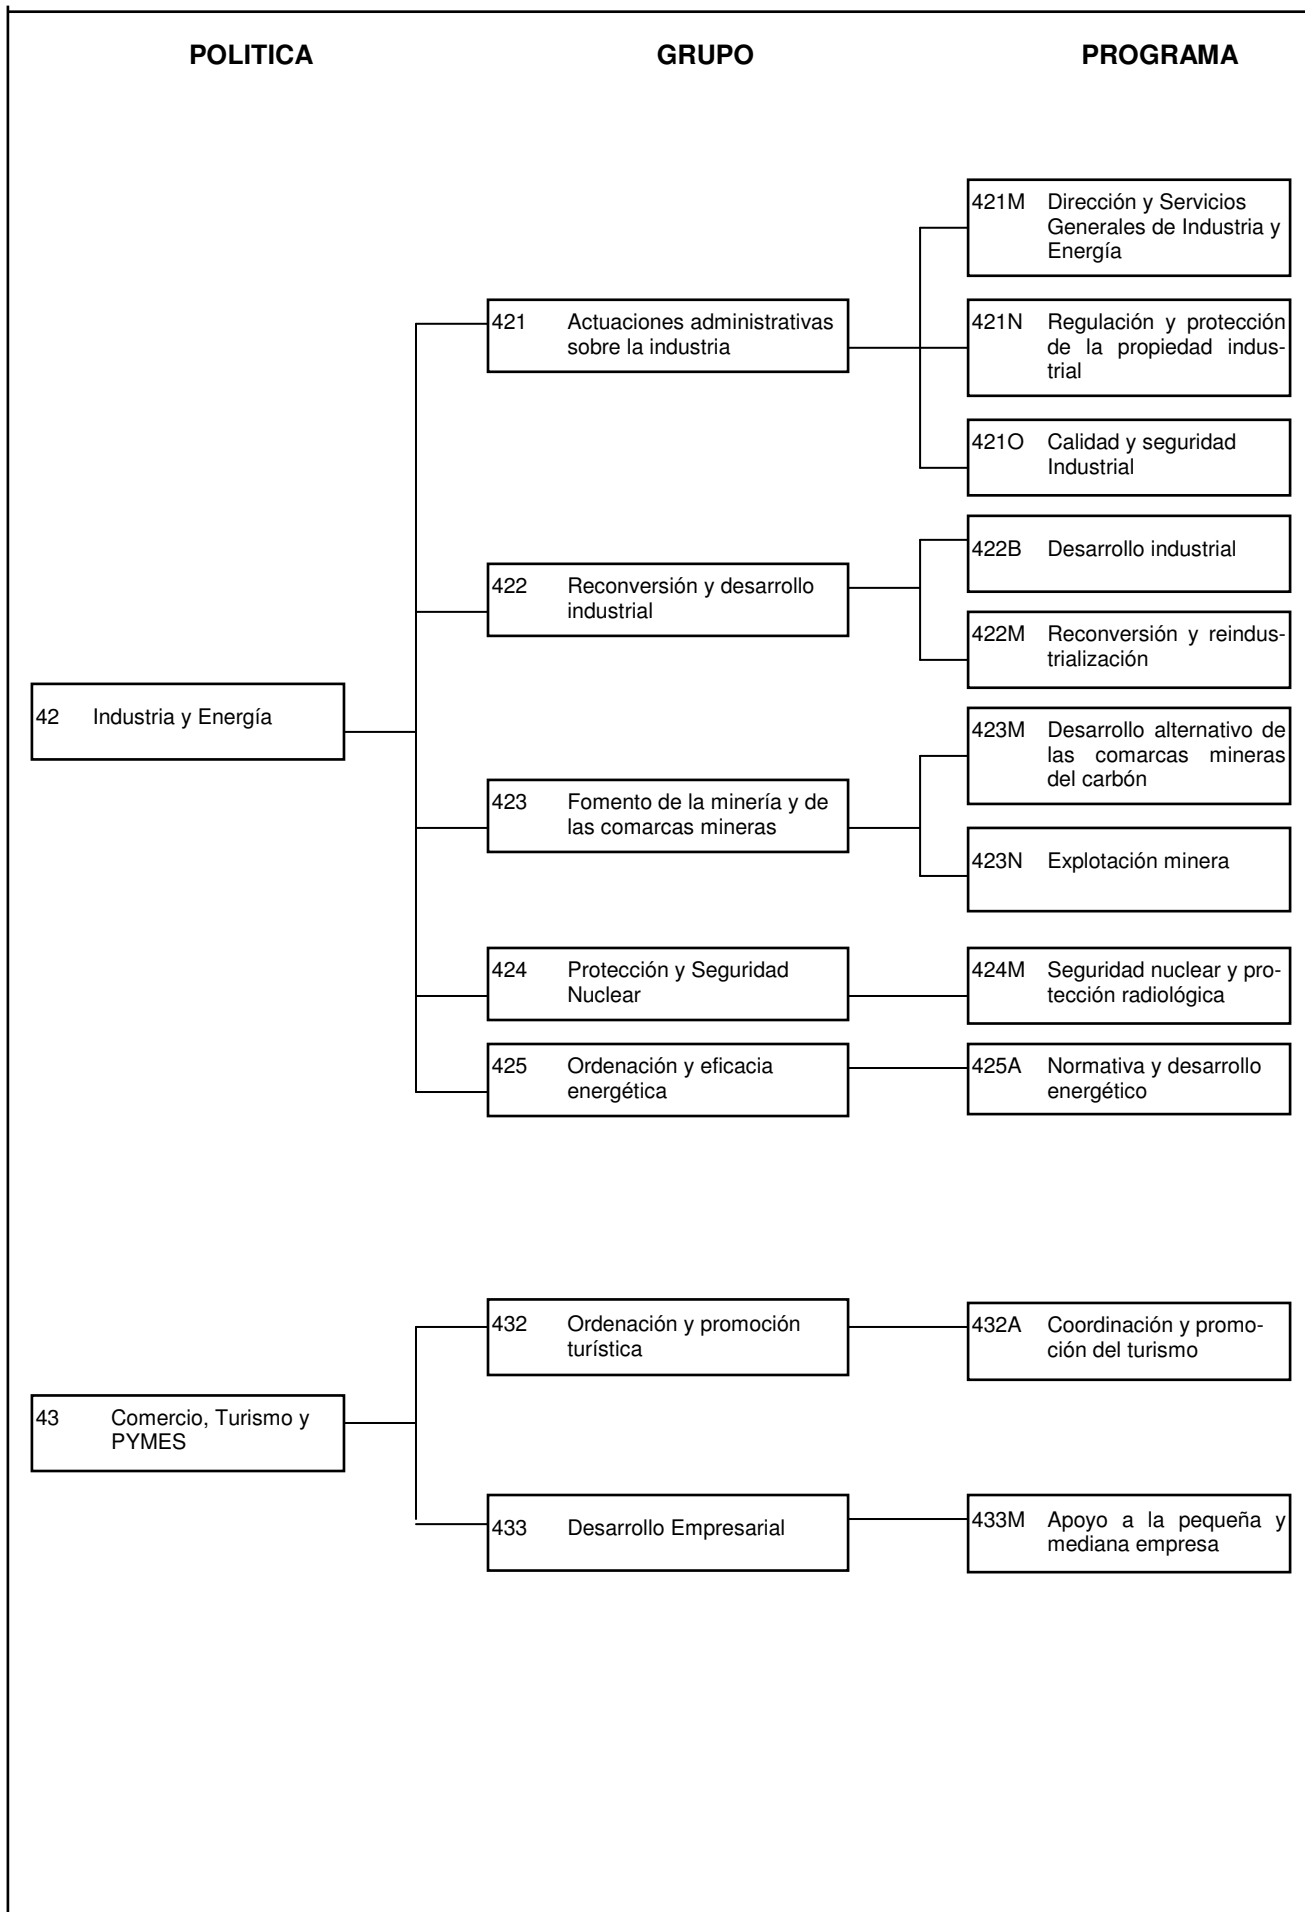 POLITICA GRUPO PROGRAMA
421M Dirección y Servicios
Generales de Industria y
Energía
421 Actuaciones administrativas
sobre la industria
421N Regulación y protección
de la propiedad indus-
trial
421O Calidad y seguridad
Industrial
422B Desarrollo industrial
422 Reconversión y desarrollo
industrial
422M Reconversión y reindus-
trialización
42 Industria y Energía
423M Desarrollo alternativo de
las comarcas mineras
del carbón
423 Fomento de la minería y de
las comarcas mineras
423N Explotación minera
424 Protección y Seguridad
Nuclear
424M Seguridad nuclear y pro-
tección radiológica
425 Ordenación y eficacia
energética
425A Normativa y desarrollo
energético
432 Ordenación y promoción
turística
432A Coordinación y promo-
ción del turismo
43 Comercio, Turismo y
PYMES
433 Desarrollo Empresarial
433M Apoyo a la pequeña y
mediana empresa